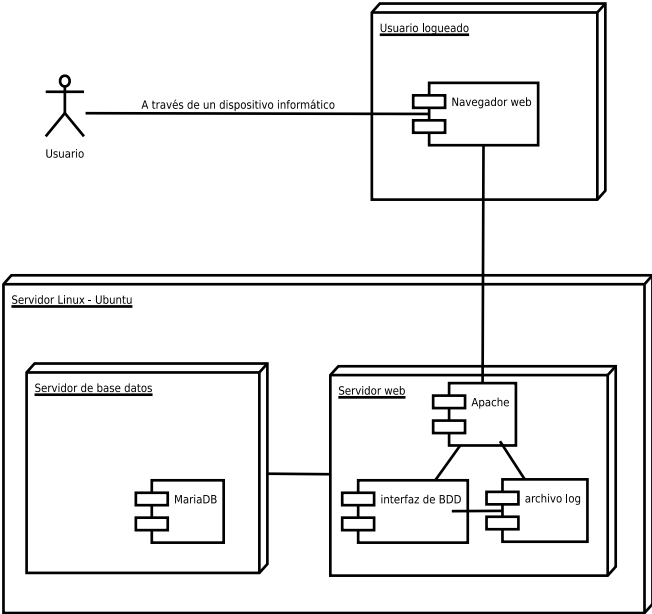 Usuario logueado
Navegador web
A través de un dispositivo informático
Usuario
Servidor Linux - Ubuntu
Servidor de base datos
Servidor web
Apache
MariaDB
interfaz de BDD
archivo log